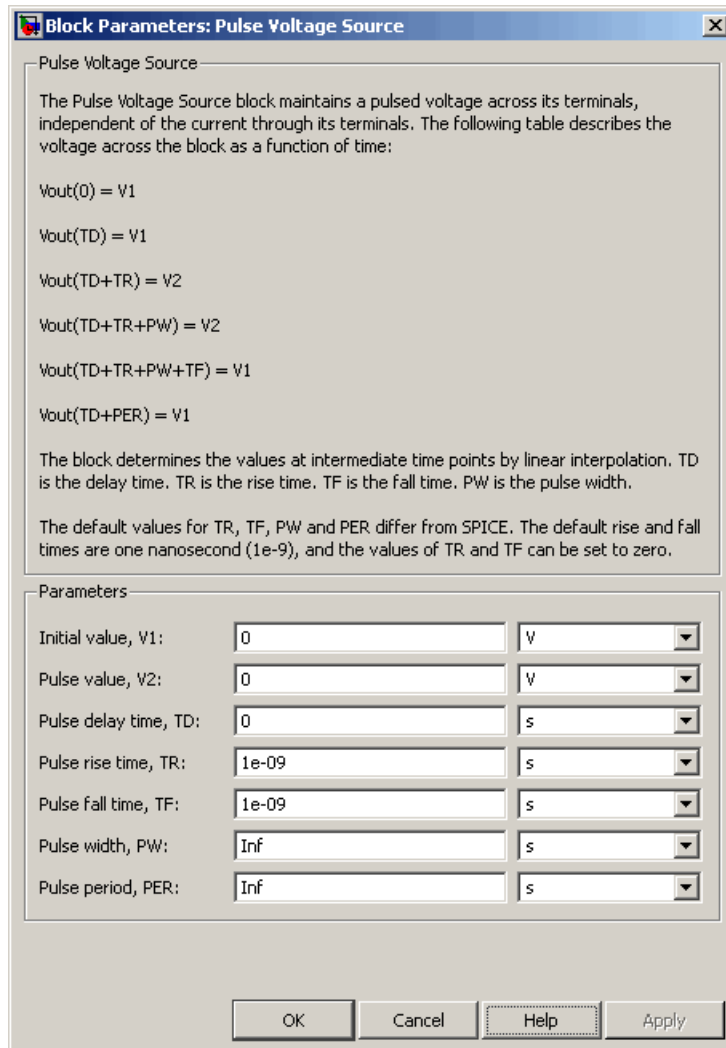 Block Parameters: Pulse Voltage Source
Pulse Voltage Source
The Pulse Voltage Source block maintains a pulsed voltage across its terminals,
independent of the current through its terminals. The following table describes the
voltage across the block as a function of time:
Vout(0) = V1
Vout(TD) = V1
Vout(TD+TR) = V2
Vout(TD+TR+PW) = V2
Vout(TD+TR+PW+TF) = V1
Vout(TD+PER) = V1
The block determines the values at intermediate time points by linear interpolation. TD
is the delay time. TR is the rise time. TF is the fall time. PW is the pulse width.
The default values for TR, TF, PW and PER differ from SPICE. The default rise and fall
times are one nanosecond (1e-9), and the values of TR and TF can be set to zero.
Parameters
Initial value, V1: 0 V
Pulse value, V2: 0 V
Pulse delay time, TD: 0 s
Pulse rise time, TR: 1e-09 s
Pulse fall time, TF: 1e-09 s
Pulse width, PW: Inf s
Pulse period, PER: Inf s
OK Cancel Help Apply